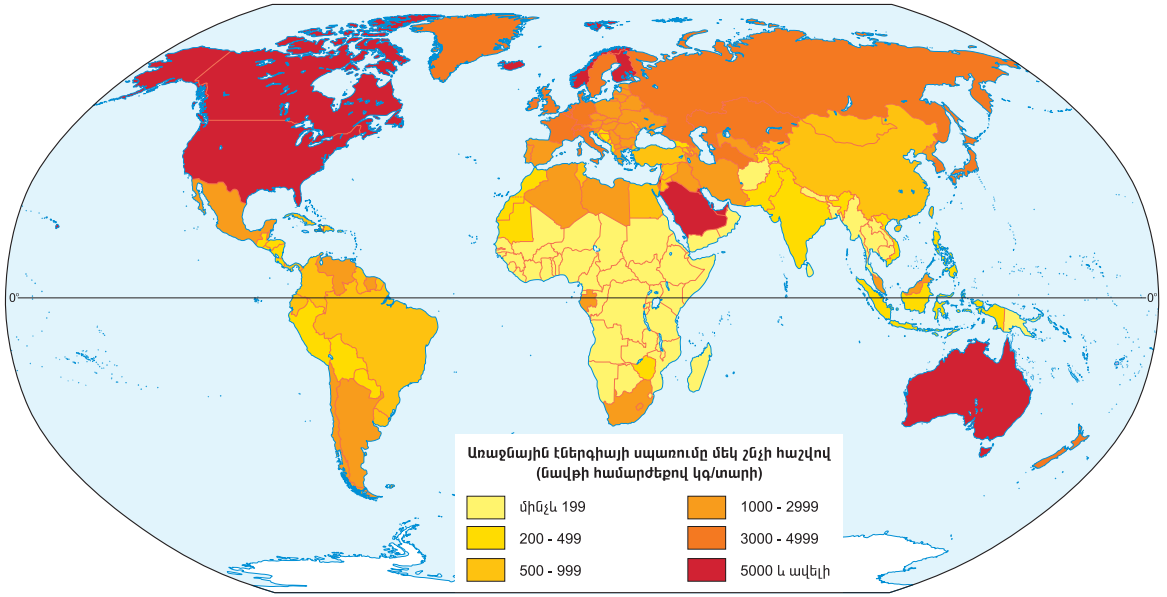 0°
0°
Առաջնային էներգիայի սպառումը մեկ շնչի հաշվով
(նավթի համարժեքով կգ/տարի)
մինչև 199
200 - 499
500 - 999
1000 - 2999
3000 - 4999
5000 և ավելի